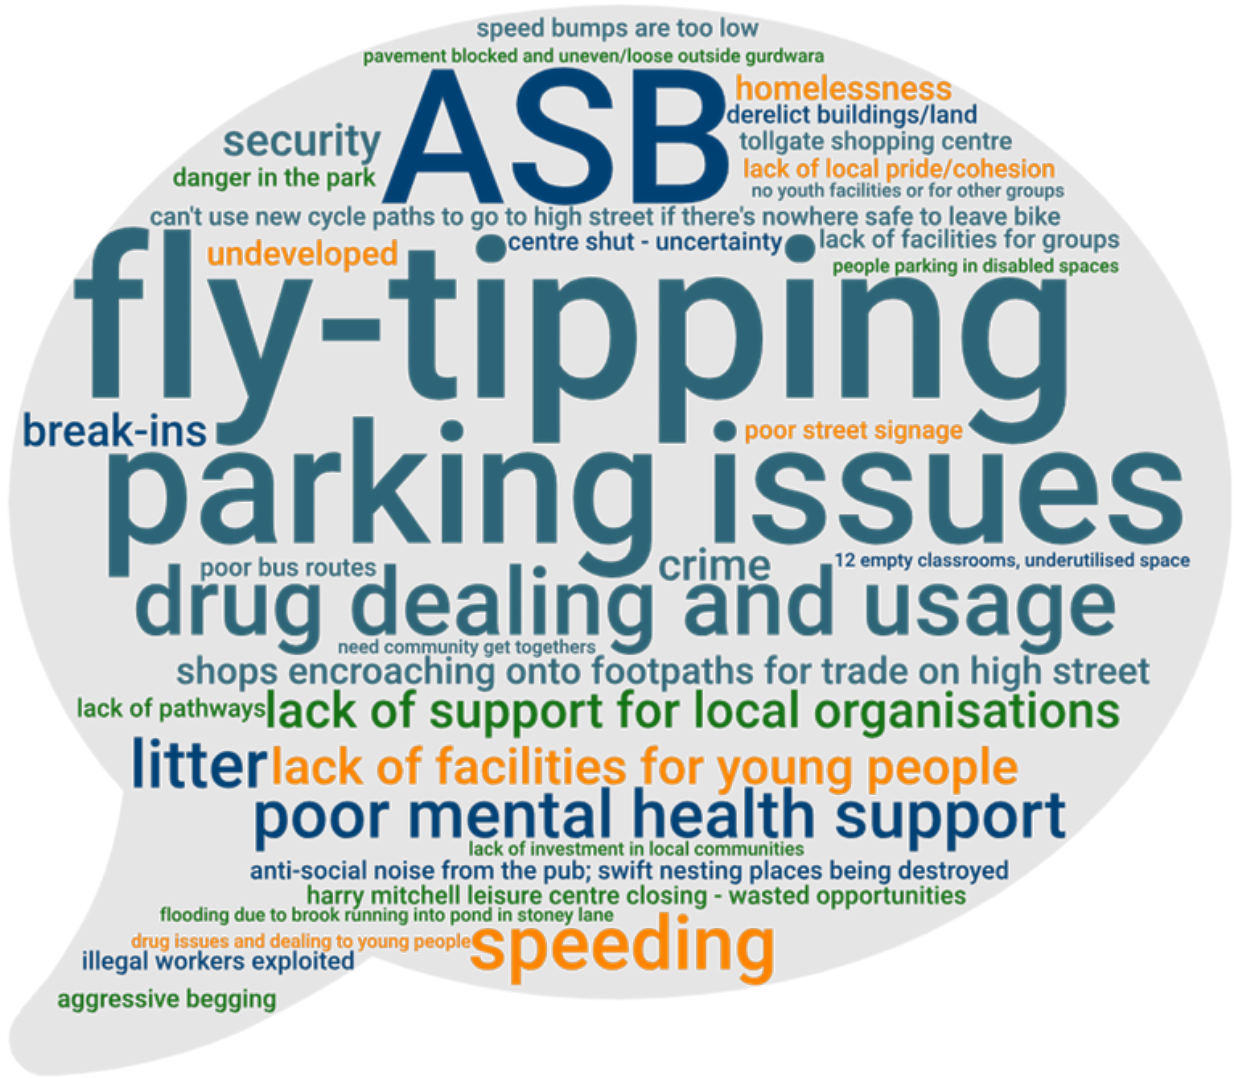 speed bumps are too low
pavement blocked and uneven/loose outside gurdwara
ASB
homelessness
derelict buildings/land
security
tollgate shopping centre
lack of local pride/cohesion
danger in the park
no youth facilities or for other groups
can't use new cycle paths to go to high street if there's nowhere safe to leave bike
undeveloped
centre shut - uncertainty
lack of facilities for groups
people parking in disabled spaces
fly-tipping
break-ins
poor street signage
parking issues
poor bus routes
crime
12 empty classrooms, underutilised space
drug dealing and usage
need community get togethers
shops encroaching onto footpaths for trade on high street
lack of pathways
lack of support for local organisations
litter
lack of facilities for young people
poor mental health support
lack of investment in local communities
anti-social noise from the pub; swift nesting places being destroyed
harry mitchell leisure centre closing - wasted opportunities
flooding due to brook running into pond in stoney lane
drug issues and dealing to young people
speeding
illegal workers exploited
aggressive begging